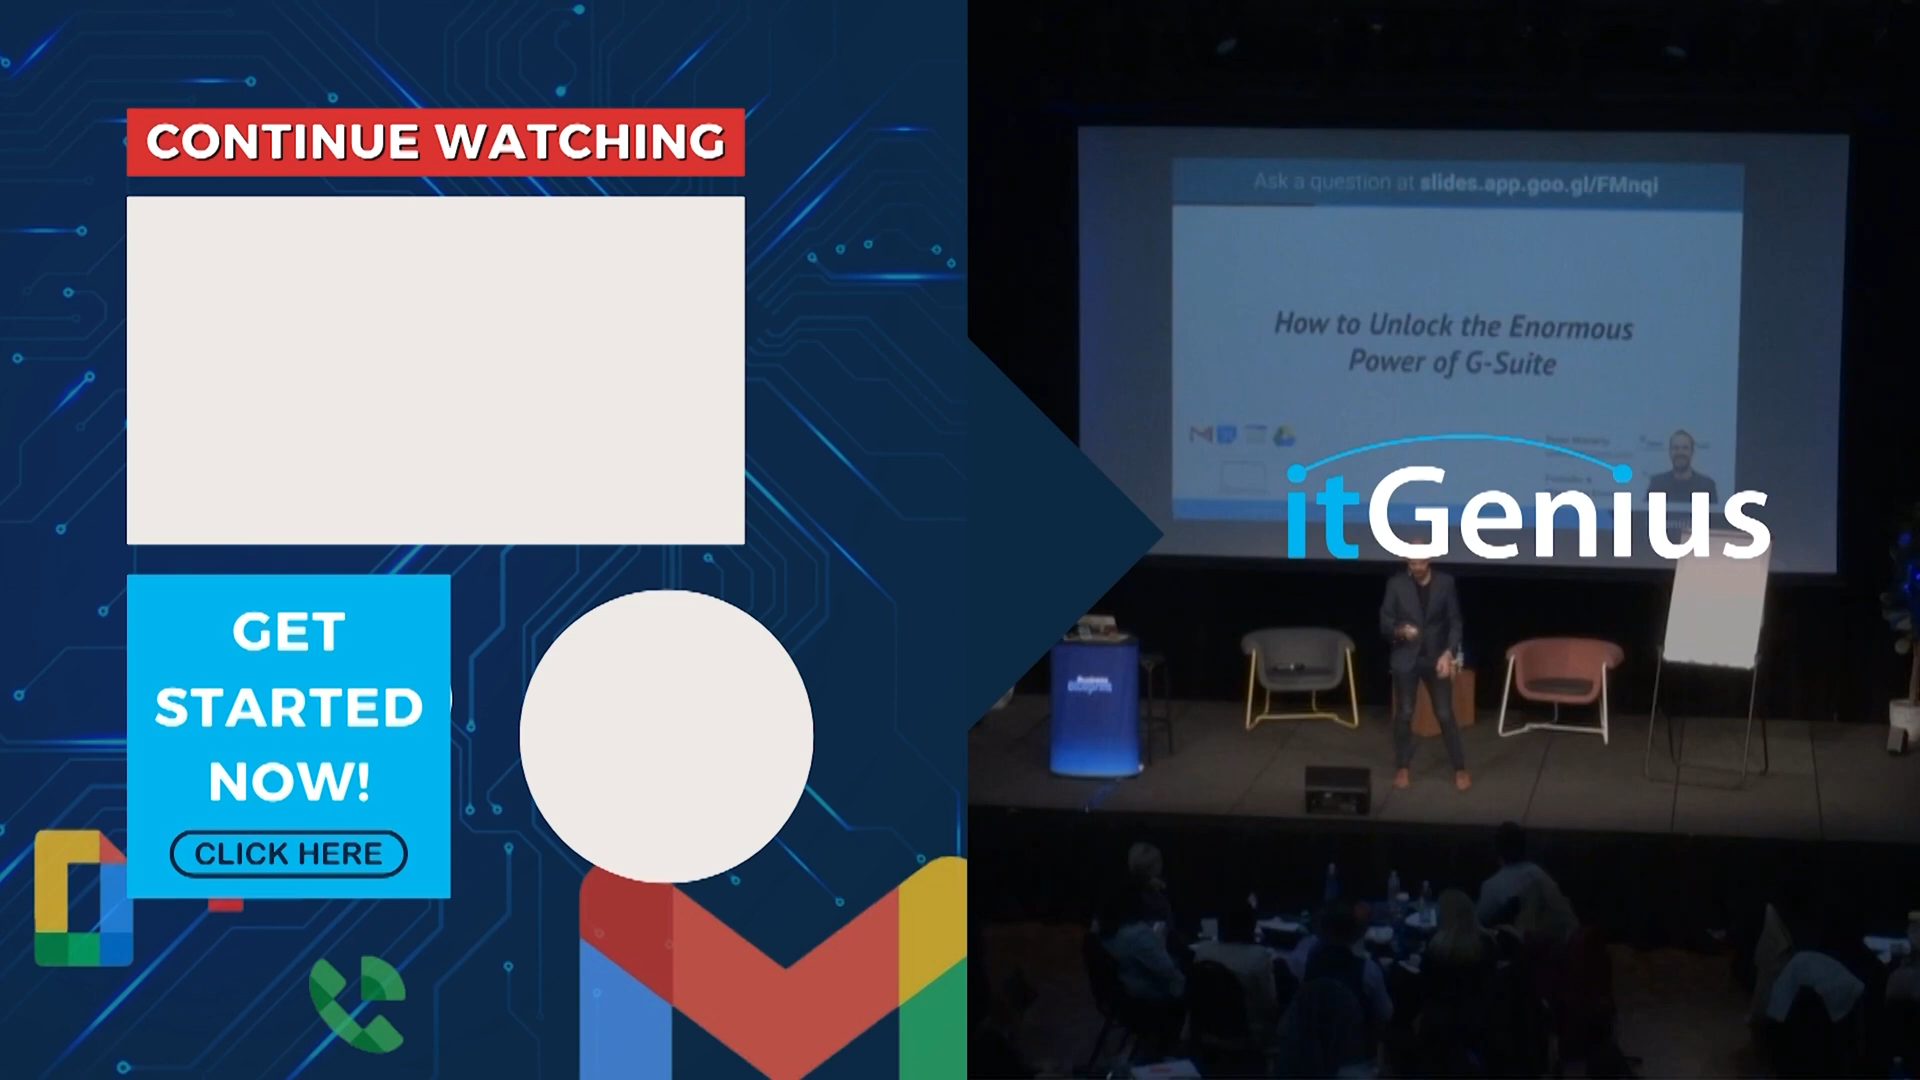 CONTINUE WATCHING
GET
STARTED
NOW!
CLICK HERE
Ask a question at slides.app.goo.gl/FMnqi
How to Unlock the Enormous
Power of G-Suite
itGenius